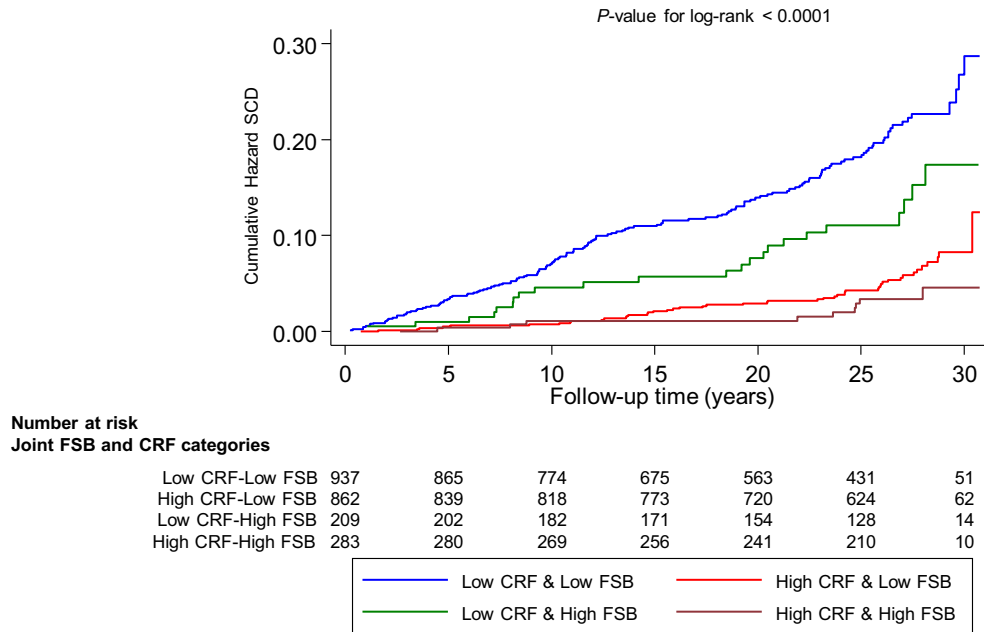 P-value for log-rank < 0.0001
Cumulative Hazard SCD
0.30
0.20
0.10
0.00
0 5 10 15 20 25 30
Follow-up time (years)
Number at risk
Joint FSB and CRF categories
Low CRF-Low FSB 937 865 774 675 563 431 51
High CRF-Low FSB 862 839 818 773 720 624 62
Low CRF-High FSB 209 202 182 171 154 128 14
High CRF-High FSB 283 280 269 256 241 210 10
Low CRF & Low FSB High CRF & Low FSB
Low CRF & High FSB High CRF & High FSB